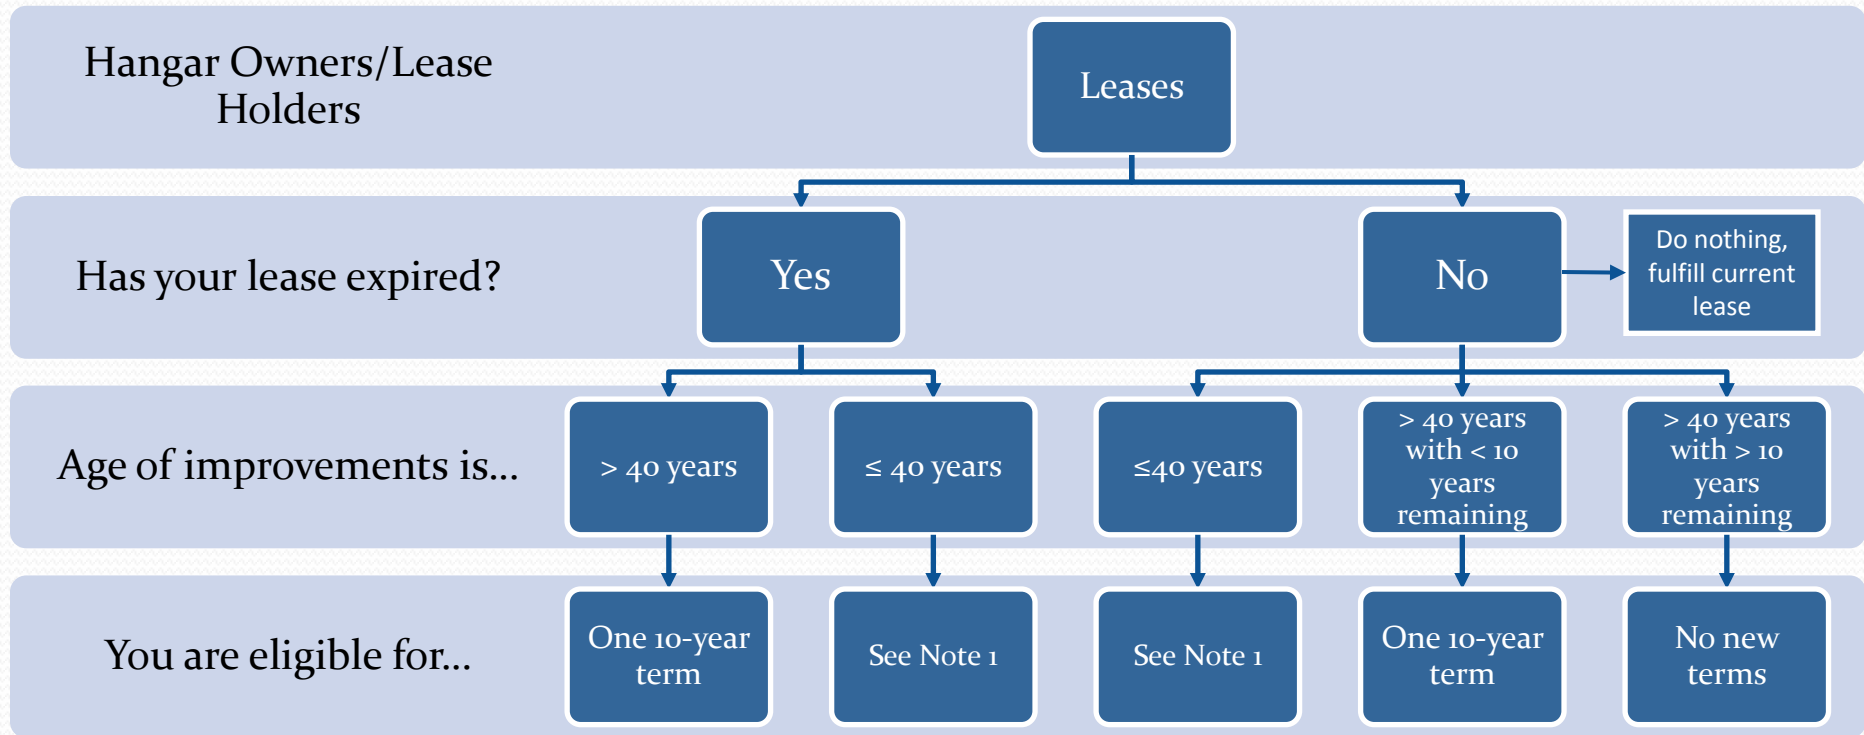 Hangar Owners/Lease
Holders
Leases
Has your lease expired?
Yes
No
Do nothing,
fulfill current
lease
Age of improvements is...
> 40 years
≤ 40 years
≤40 years
> 40 years
with < 10
years
remaining
> 40 years
with > 10
years
remaining
You are eligible for...
One 10-year
term
See Note 1
See Note 1
One 10-year
term
No new
terms